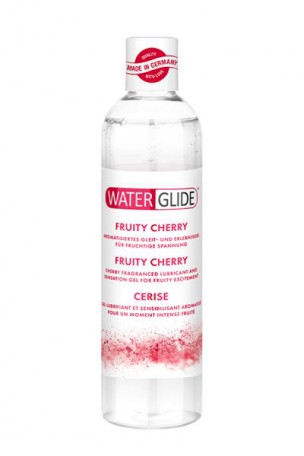 QUALITY
MADE IN GERMANY
WATERGLIDE
FRUITY CHERRY
AROMATISIERTES GLEIT- UND ERLEBNISGEL
FÜR FRUCHTIGE SPANNUNG
FRUITY CHERRY
CHERRY FRAGRANCED LUBRICANT AND
SENSATION GEL FOR FRUITY EXCITEMENT
CERISE
GEL LUBRIFIANT ET SENSIBILISANT AROMATISÉ
POUR UN MOMENT INTENSE FRUITÉ